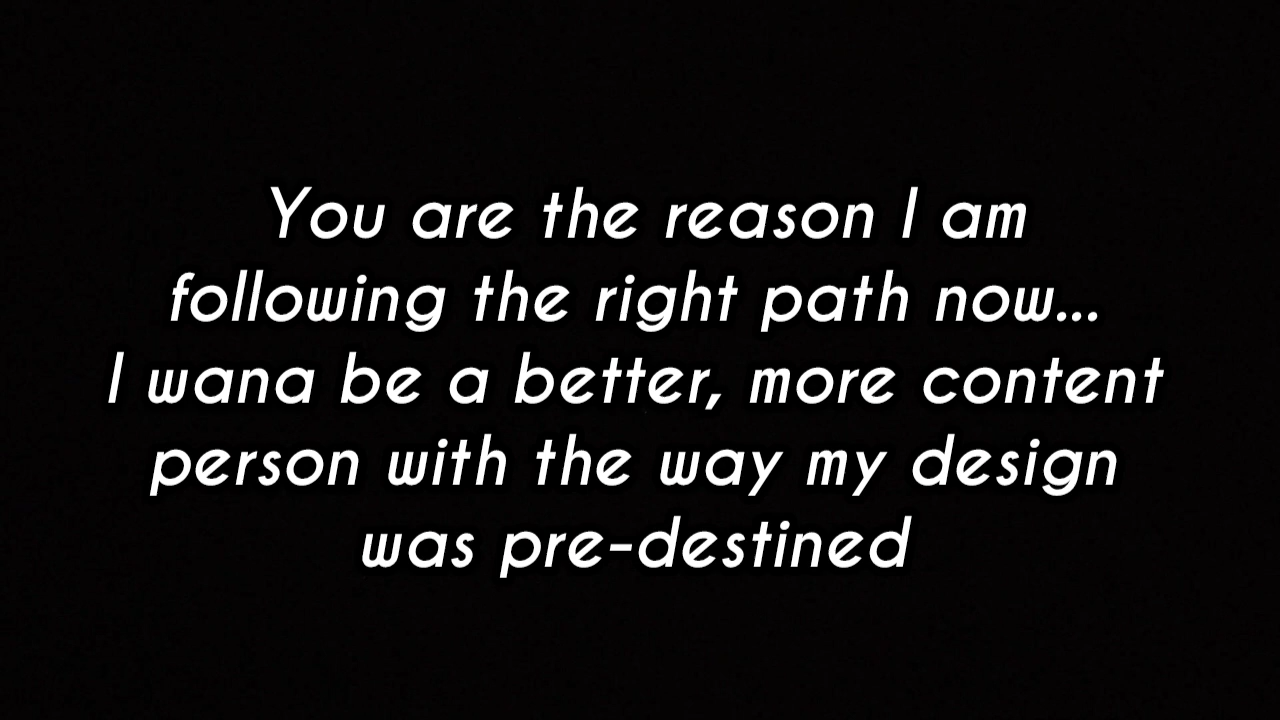 You are the reason I am
following the right path now...
I wana be a better, more content
person with the way my design
was pre-destined